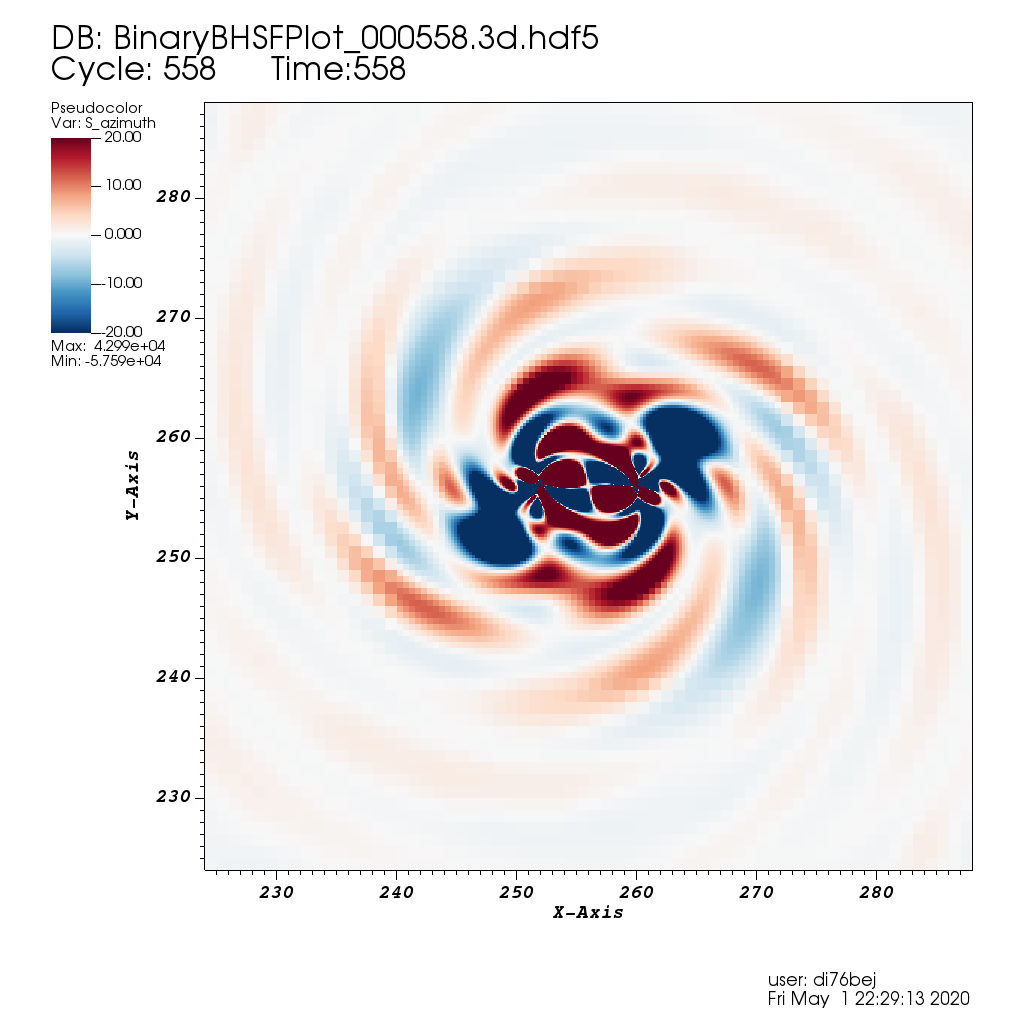 DB: BinaryBHSFPlot_000558.3d.hdf5
Cycle: 558 Time:558
Pseudocolor
Var: S_azimuth
20.00
10.00
0.000
-10.00
-20.00
Max: 4.299e+04
Min: -5.759e+04
280
270
260
250
240
230
Y-Axis
230 240 250 260 270 280
X-Axis
user: di76bej
Fri May 1 22:29:13 2020